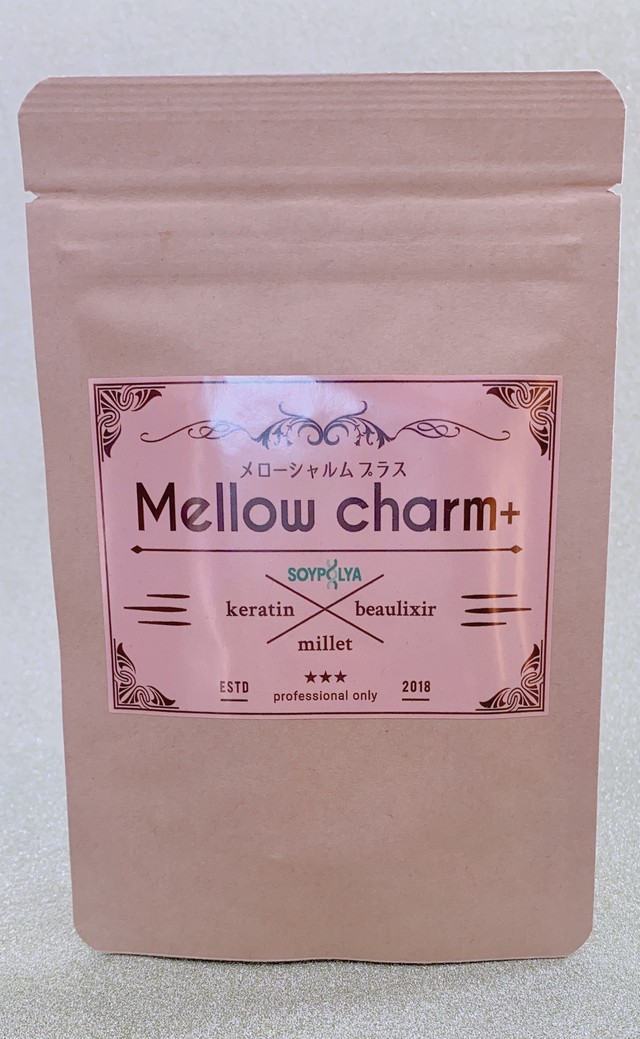 メローシャルム プラス
Mellow charm+
SOYPOLYA
keratin beaulixir
millet
★★★
ESTD professional only 2018